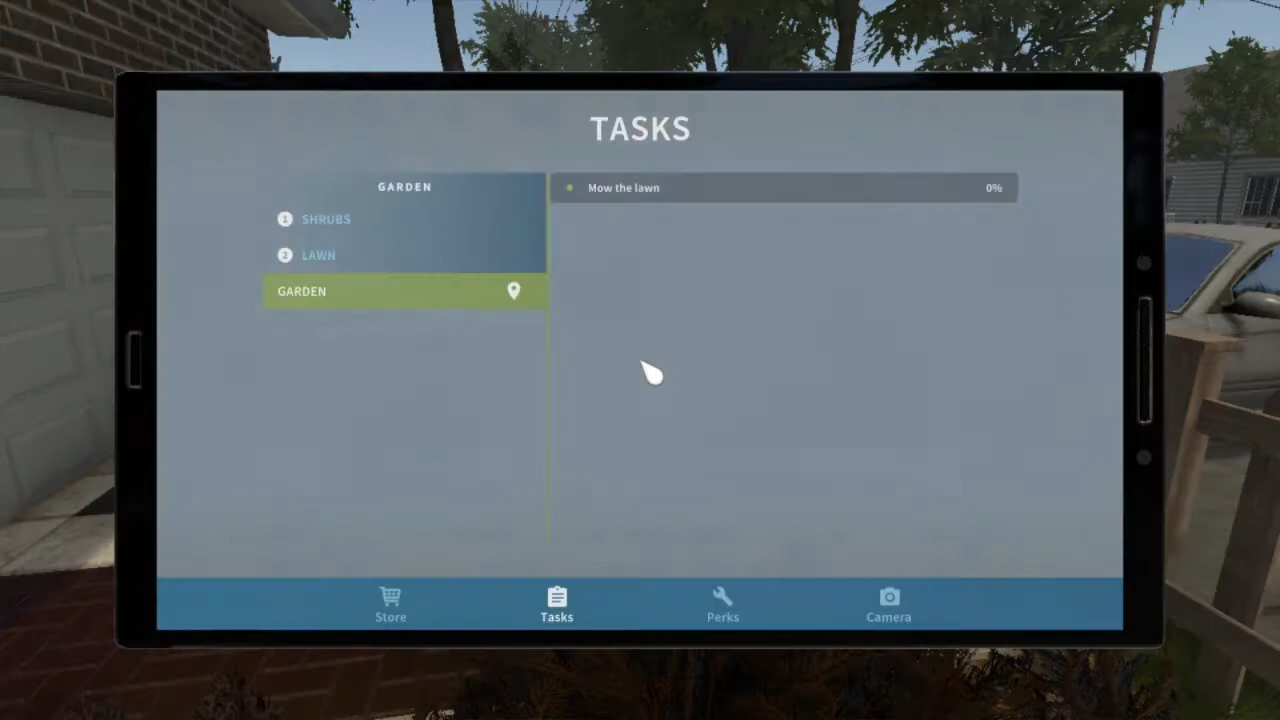 TASKS
GARDEN
1 SHRUBS
2 LAWN
GARDEN
Mow the lawn 0%
Store
Tasks
Perks
Camera